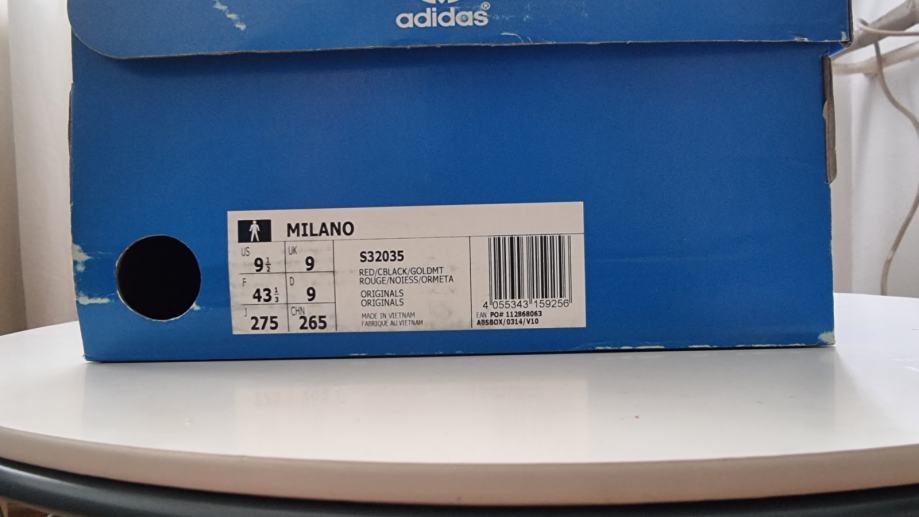 adidas®
MILANO
US 9½ UK 9
F 43⅓ D 9
J 275 CHN 265
S32035
RED/CBLACK/GOLDMT
ROUGE/NOIESS/ORMETA
ORIGINALS
ORIGINALS
MADE IN VIETNAM
FABRIQUE AU VIETNAM
4 055343 159256
EAN PO# 112868063
ABSBOX/0314/V10